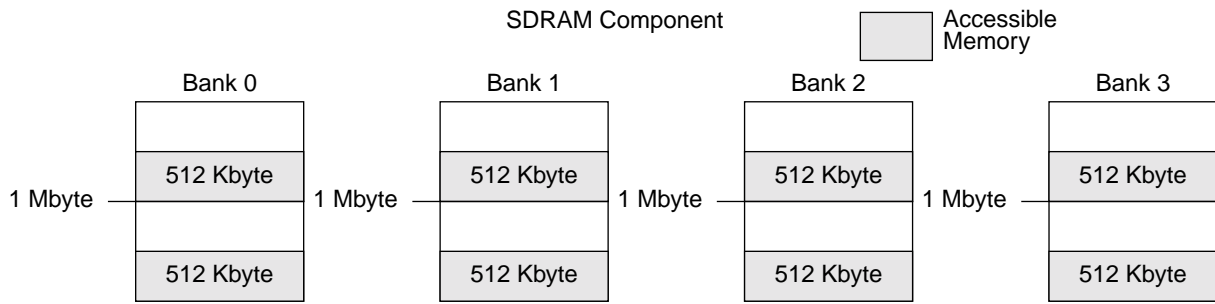 SDRAM Component
Accessible
Memory
Bank 0
Bank 1
Bank 2
Bank 3
512 Kbyte
512 Kbyte
512 Kbyte
512 Kbyte
1 Mbyte
1 Mbyte
1 Mbyte
1 Mbyte
512 Kbyte
512 Kbyte
512 Kbyte
512 Kbyte